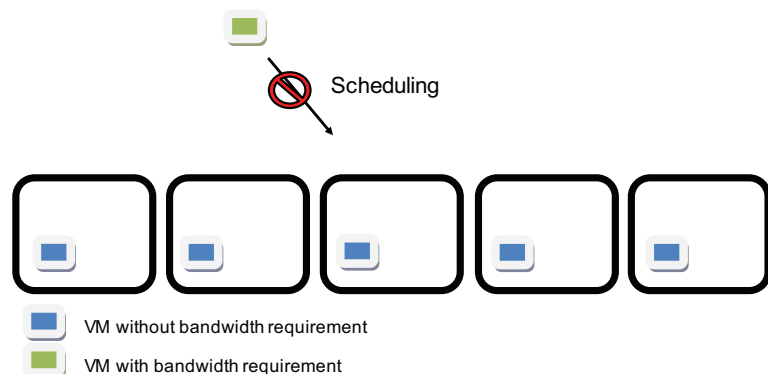 Scheduling
VM without bandwidth requirement
VM with bandwidth requirement